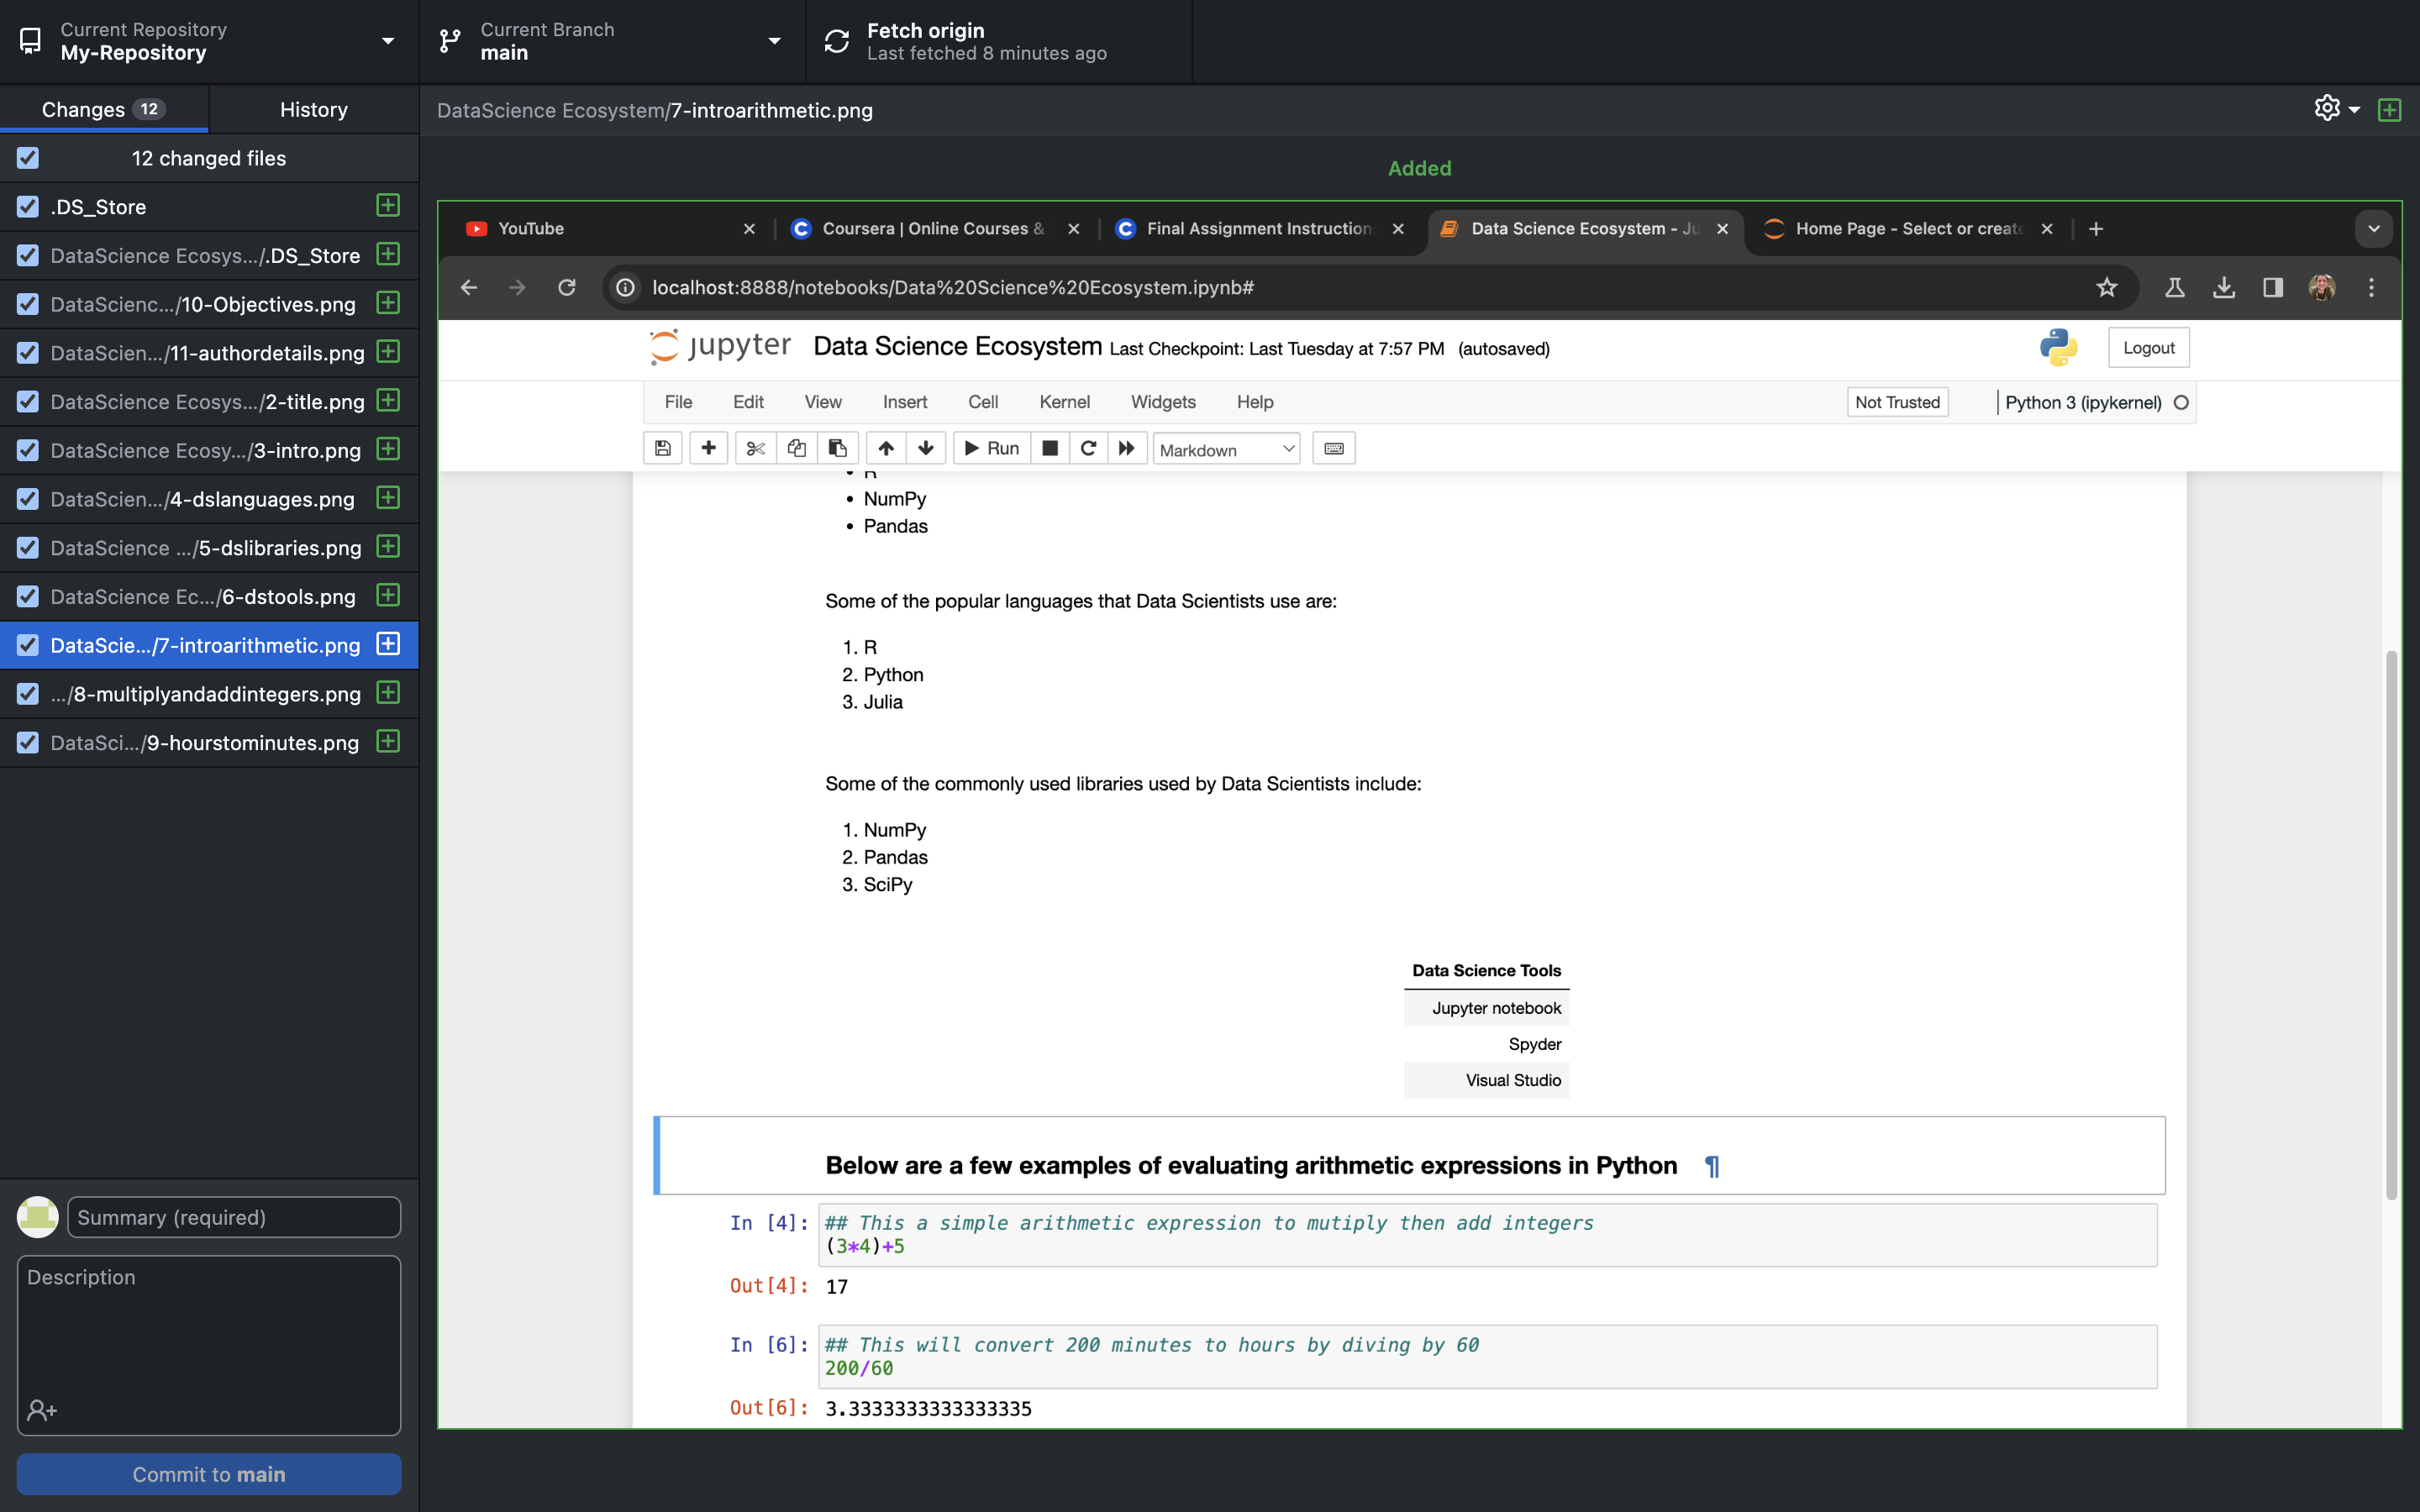 Current Repository
My-Repository
Current Branch
main
Fetch origin
Last fetched 8 minutes ago
Changes 12
History
DataScience Ecosystem/7-introarithmetic.png
12 changed files
.DS_Store
DataScience Ecosys.../.DS_Store
DataScienc.../10-Objectives.png
DataScien.../11-authordetails.png
DataScience Ecosys.../2-title.png
DataScience Ecosy.../3-intro.png
DataScien.../4-dslanguages.png
DataScience .../5-dslibraries.png
DataScience Ec.../6-dstools.png
DataScie.../7-introarithmetic.png
.../8-multiplyandaddintegers.png
DataSci.../9-hourstominutes.png
Summary (required)
Description
Commit to main
Added
YouTube
Coursera | Online Courses &
Final Assignment Instruction
Data Science Ecosystem - Ju
Home Page - Select or create
localhost:8888/notebooks/Data%20Science%20Ecosystem.ipynb#
jupyter Data Science Ecosystem Last Checkpoint: Last Tuesday at 7:57 PM (autosaved)
Logout
File Edit View Insert Cell Kernel Widgets Help
Not Trusted
Python 3 (ipykernel)
Run
Markdown
• R
• NumPy
• Pandas
Some of the popular languages that Data Scientists use are:
1. R
2. Python
3. Julia
Some of the commonly used libraries used by Data Scientists include:
1. NumPy
2. Pandas
3. SciPy
Data Science Tools
Jupyter notebook
Spyder
Visual Studio
Below are a few examples of evaluating arithmetic expressions in Python ¶
In [4]: ## This a simple arithmetic expression to mutiply then add integers
(3*4)+5
Out[4]: 17
In [6]: ## This will convert 200 minutes to hours by diving by 60
200/60
Out[6]: 3.3333333333333335